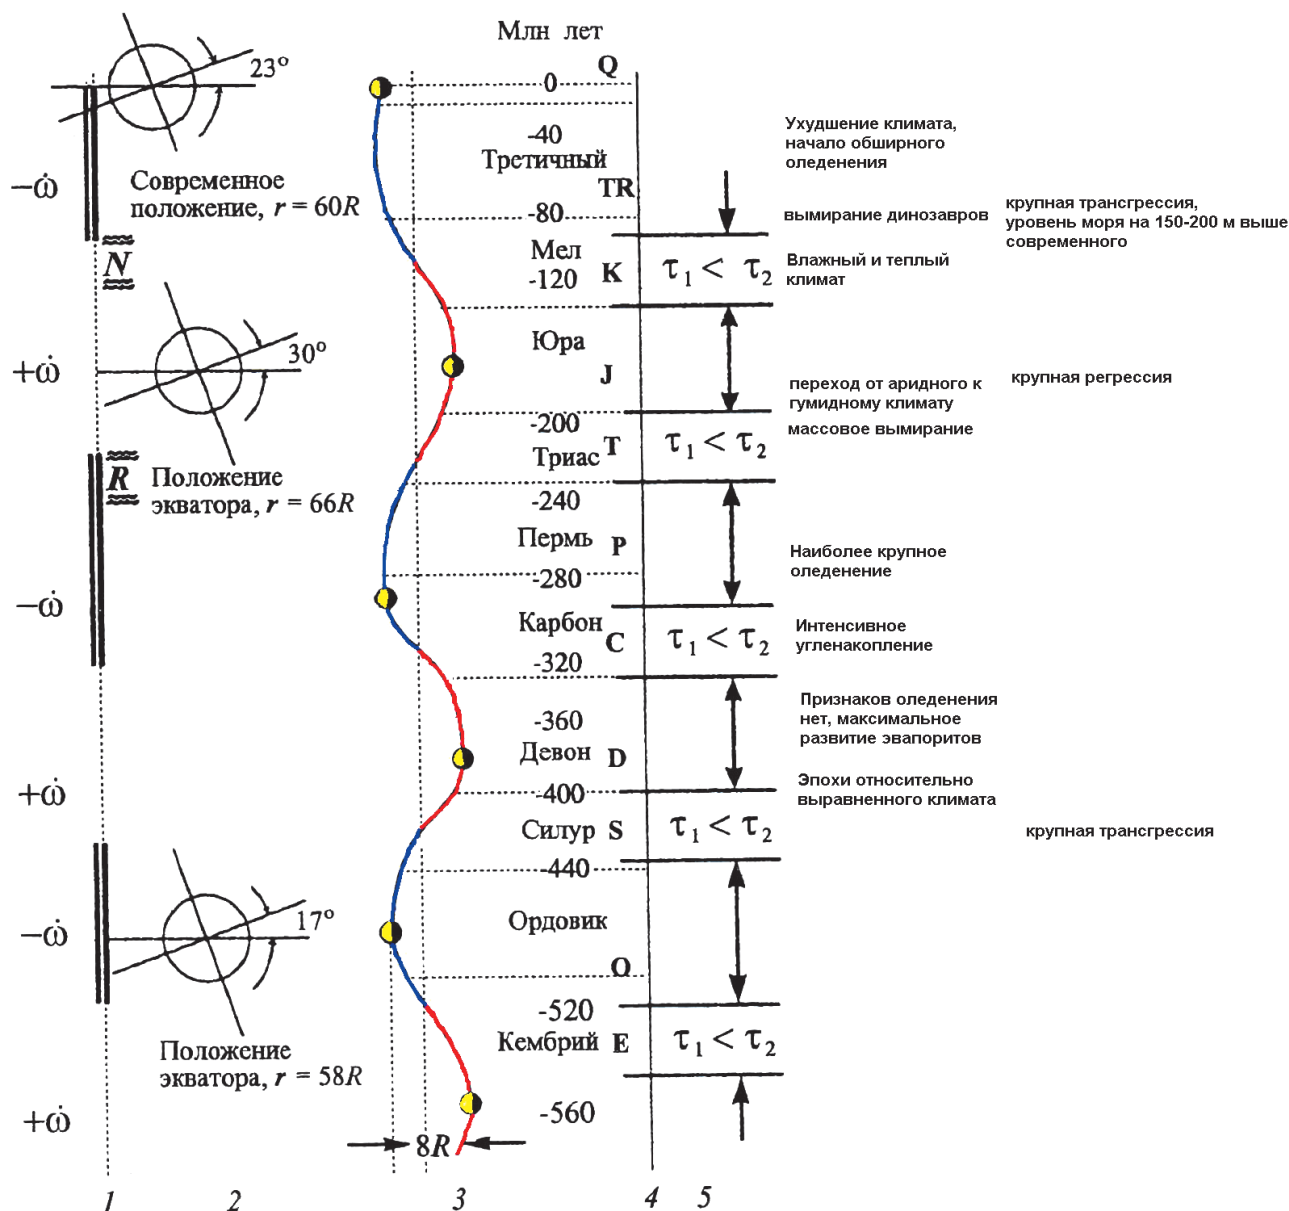 Млн лет
Q
0
23°
-40
Третичный
TR
-80
Ухудшение климата,
начало обширного
оледенения
−ω̇
Современное
положение, r = 60R
вымирание динозавров
крупная трансгрессия,
уровень моря на 150-200 м выше
современного
N
Мел
-120
K
τ₁ < τ₂
Влажный и теплый
климат
+ω̇
30°
Юра
J
переход от аридного к
гумидному климату
крупная регрессия
-200
Триас
T
τ₁ < τ₂
массовое вымирание
R
Положение
экватора, r = 66R
-240
Пермь
P
-280
Наиболее крупное
оледенение
−ω̇
Карбон
C
-320
τ₁ < τ₂
Интенсивное
угленакопление
-360
Девон
D
-400
Признаков оледенения
нет, максимальное
развитие эвапоритов
+ω̇
Эпохи относительно
выравненного климата
Силур
S
τ₁ < τ₂
крупная трансгрессия
-440
−ω̇
17°
Ордовик
O
-520
Кембрий
E
τ₁ < τ₂
Положение
экватора, r = 58R
+ω̇
-560
8R
1 2 3 4 5